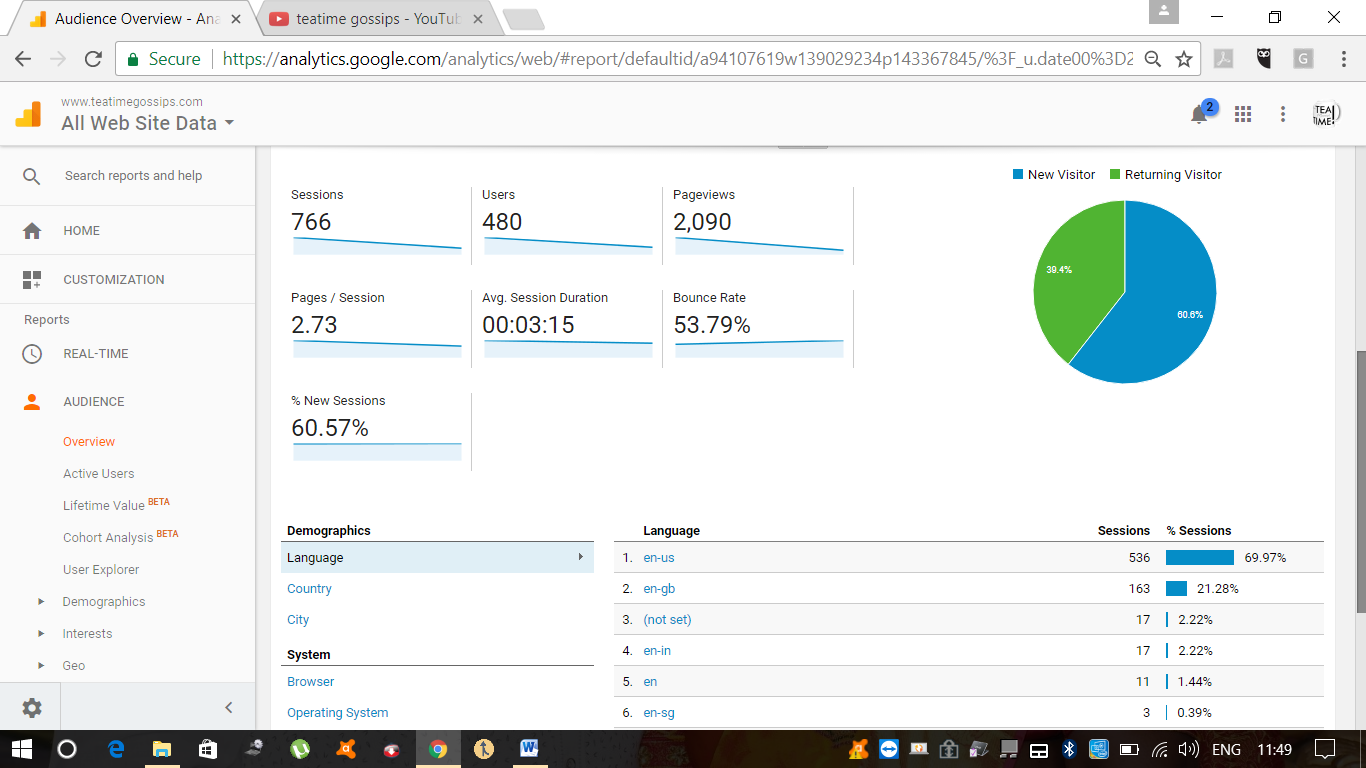 Audience Overview - Ana
teatime gossips - YouTub
Secure https://analytics.google.com/analytics/web/#report/defaultid/a94107619w139029234p143367845/%3F_u.date00%3D2
G
www.teatimegossips.com
All Web Site Data
2
TEA
TIME!
Search reports and help
HOME
CUSTOMIZATION
Reports
REAL-TIME
AUDIENCE
Overview
Active Users
Lifetime Value BETA
Cohort Analysis BETA
User Explorer
Demographics
Interests
Geo
New Visitor Returning Visitor
39.4%
60.6%
Sessions Users Pageviews
766 480 2,090
Pages / Session Avg. Session Duration Bounce Rate
2.73 00:03:15 53.79%
% New Sessions
60.57%
Demographics
Language
Country
City
System
Browser
Operating System
Language Sessions % Sessions
1. en-us 536 69.97%
2. en-gb 163 21.28%
3. (not set) 17 2.22%
4. en-in 17 2.22%
5. en 11 1.44%
6. en-sg 3 0.39%
ENG 11:49